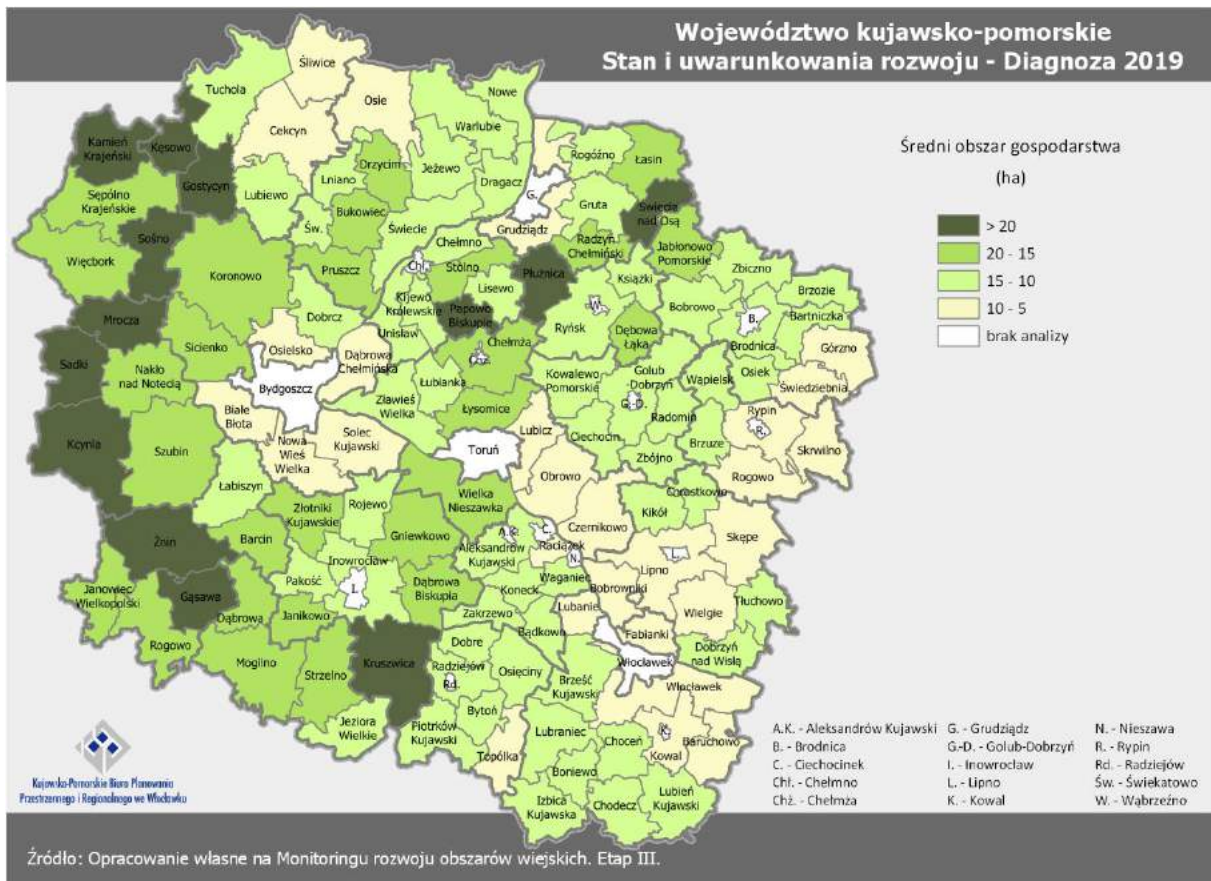 Województwo kujawsko-pomorskie
Stan i uwarunkowania rozwoju - Diagnoza 2019
Średni obszar gospodarstwa
(ha)
> 20
20 - 15
15 - 10
10 - 5
brak analizy
Śliwice
Tuchola
Nowe
Osie
Warlubie
Cekcyn
Kamień
Krajeński
Kęsowo
Drzycim
Jeżewo
Rogóźno
Łasin
Gostycyn
Lubiewo
Lniano
Dragacz
G.
Sępólno
Krajeńskie
Bukowiec
Gruta
Świecie
nad Osą
Św.
Świecie
Grudziądz
Sośno
Chełmno
Radzyń
Chełmiński
Jabłonowo
Pomorskie
Więcbork
Koronowo
Pruszcz
Chł.
Stolno
Płużnica
Książki
Zbiczno
Lisewo
Brzozie
Kijewo
Królewskie
W.
Bobrowo
Bartniczka
Mrocza
Dobrcz
Papowo
Biskupie
Ryńsk
B.
Unisław
Dębowa
Łąka
Brodnica
Sicienko
Osielsko
Chełmża
Górzno
Sadki
Nakło
nad Notecią
Dąbrowa
Chełmińska
Chż.
Osiek
Bydgoszcz
Łubianka
Kowalewo
Pomorskie
Golub
Dobrzyń
Wąpielsk
Świedziebnia
Zławieś
Wielka
Łysomice
G.-D.
Radomin
Rypin
Białe
Błota
Solec
Kujawski
R.
Kcynia
Szubin
Nowa
Wieś
Wielka
Toruń
Lubicz
Ciechocin
Brzuze
Skrwilno
Zbójno
Łabiszyn
Obrowo
Rogowo
Rojewo
Wielka
Nieszawka
Złotniki
Kujawskie
Chrostkowo
Kikół
Gniewkowo
Czernikowo
Żnin
Barcin
A.K.
C.
Skępe
Aleksandrów
Kujawski
Raciążek
N.
Inowrocław
L.
Lipno
Janowiec
Wielkopolski
Pakość
I.
Waganiec
Bobrowniki
Gąsawa
Dąbrowa
Biskupia
Koneck
Wielgie
Tłuchowo
Dąbrowa
Janikowo
Lubanie
Zakrzewo
Rogowo
Bądkowo
Fabianki
Mogilno
Kruszwica
Dobre
Dobrzyń
nad Wisłą
Strzelno
Radziejów
Osięciny
Włocławek
Rd.
Brześć
Kujawski
Włocławek
Jeziora
Wielkie
Bytoń
Piotrków
Kujawski
Lubraniec
K.
Choceń
Baruchowo
Topólka
Kowal
Boniewo
Izbica
Kujawska
Chodecz
Lubień
Kujawski
A.K. - Aleksandrów Kujawski
B. - Brodnica
C. - Ciechocinek
Chł. - Chełmno
Chż. - Chełmża
G. - Grudziądz
G.-D. - Golub-Dobrzyń
I. - Inowrocław
L. - Lipno
K. - Kowal
N. - Nieszawa
R. - Rypin
Rd. - Radziejów
Św. - Świekatowo
W. - Wąbrzeźno
Kujawsko-Pomorskie Biuro Planowania
Przestrzennego i Regionalnego we Włocławku
Źródło: Opracowanie własne na Monitoringu rozwoju obszarów wiejskich. Etap III.